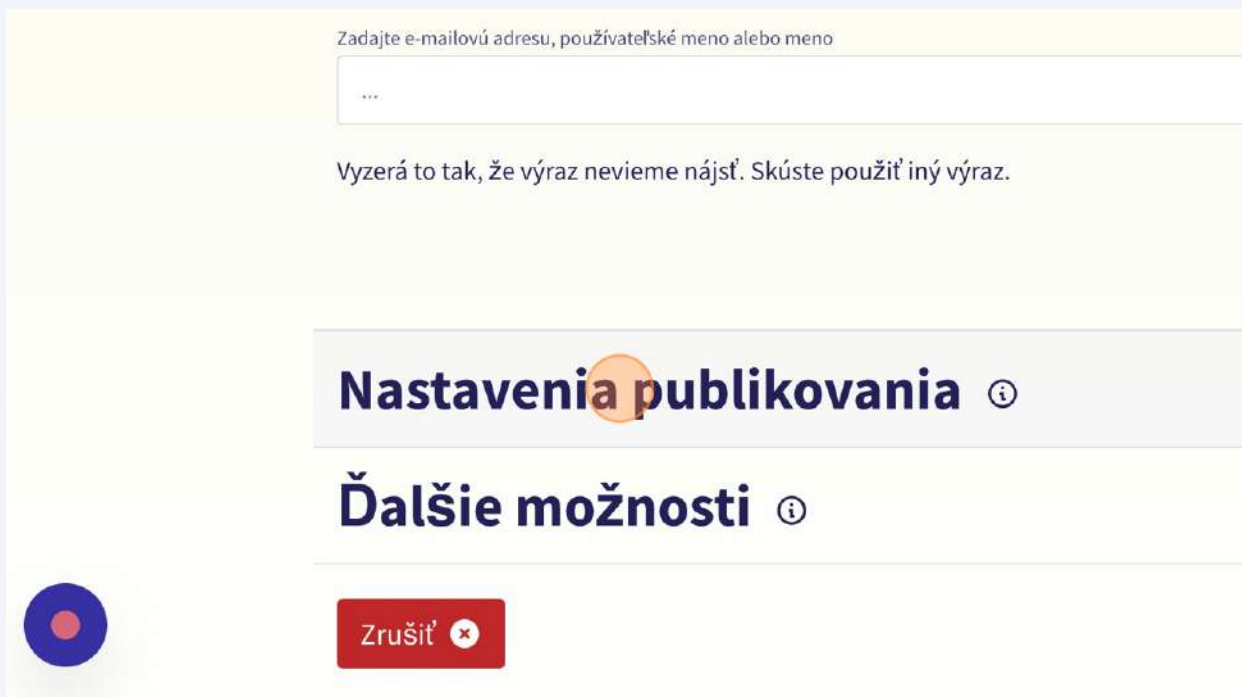 Zadajte e-mailovú adresu, používateľské meno alebo meno
...
Vyzerá to tak, že výraz nevieme nájsť. Skúste použiť iný výraz.
Nastavenia publikovania
Ďalšie možnosti
Zrušiť